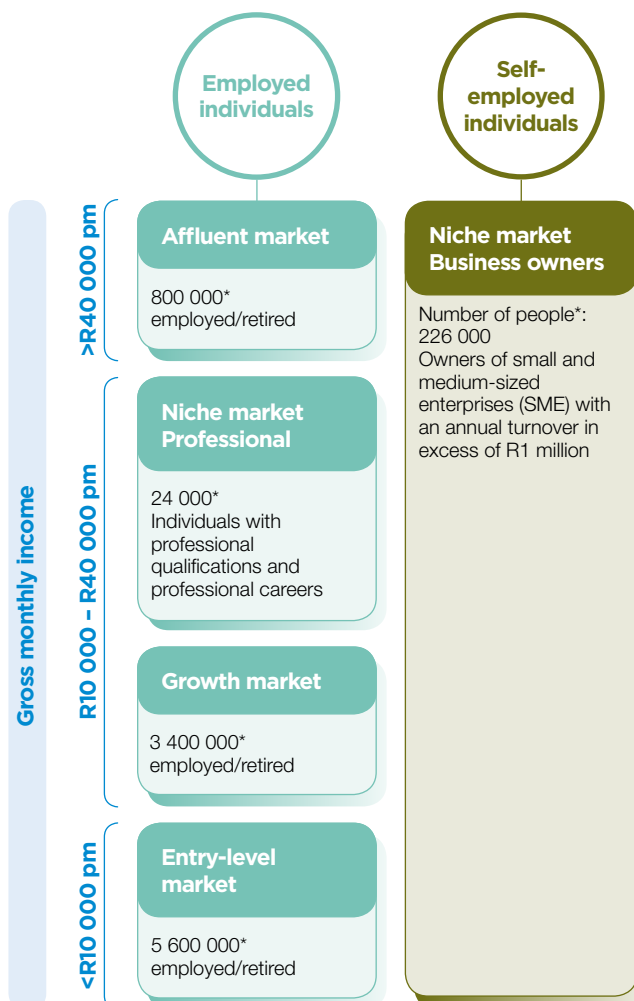 Employed
individuals
Self-
employed
individuals
Gross monthly income
>R40 000 pm
Affluent market
800 000*
employed/retired
R10 000 – R40 000 pm
Niche market
Professional
24 000*
Individuals with
professional
qualifications and
professional careers
Growth market
3 400 000*
employed/retired
<R10 000 pm
Entry-level
market
5 600 000*
employed/retired
Niche market
Business owners
Number of people*:
226 000
Owners of small and
medium-sized
enterprises (SME) with
an annual turnover in
excess of R1 million